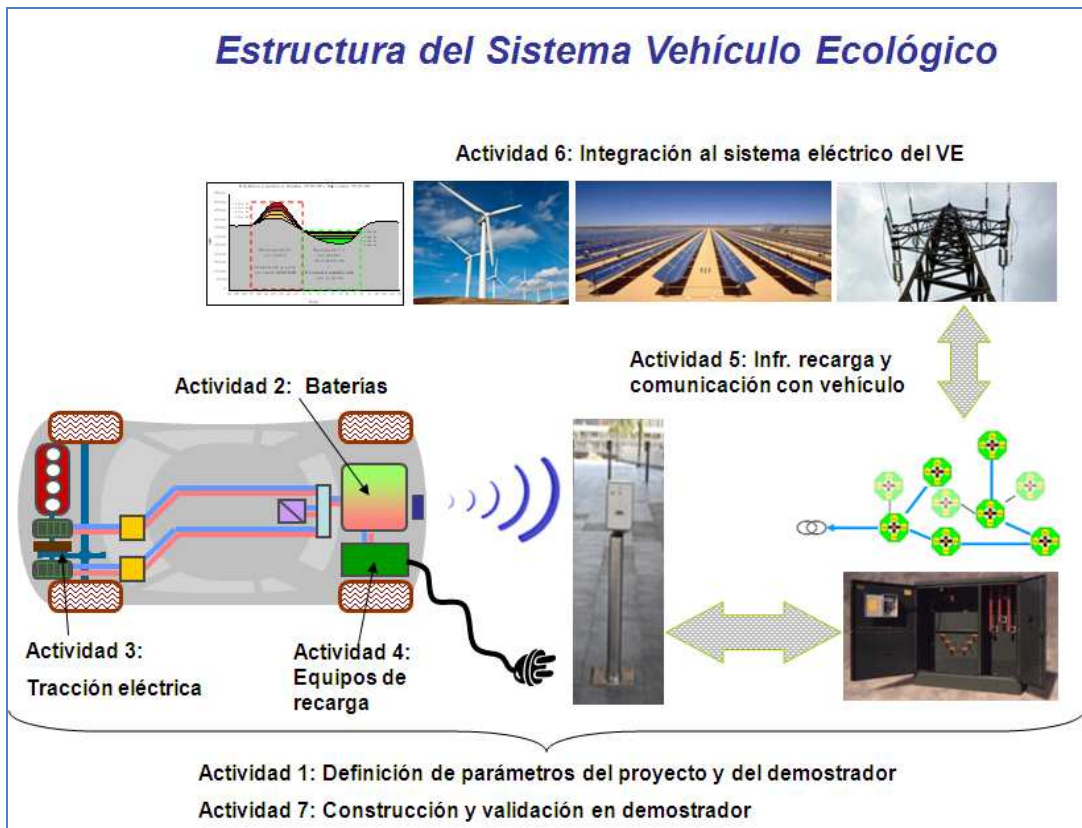 Estructura del Sistema Vehículo Ecológico
Actividad 6: Integración al sistema eléctrico del VE
Actividad 5: Infr. recarga y
comunicación con vehículo
Actividad 2: Baterías
Actividad 3:
Tracción eléctrica
Actividad 4:
Equipos de
recarga
Actividad 1: Definición de parámetros del proyecto y del demostrador
Actividad 7: Construcción y validación en demostrador